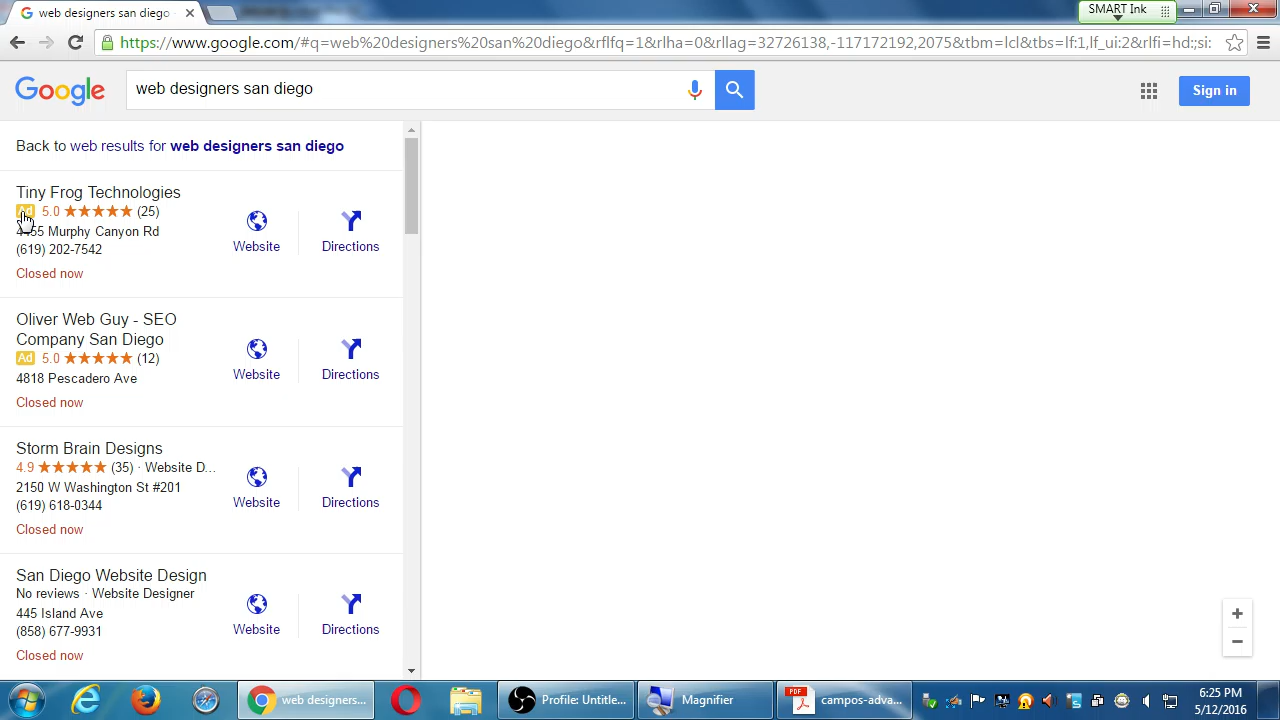 web designers san diego
SMART Ink
https://www.google.com/#q=web%20designers%20san%20diego&rflfq=1&rlha=0&rllag=32726138,-117172192,2075&tbm=lcl&tbs=lf:1,lf_ui:2&rlfi=hd:;si:
Google
web designers san diego
Sign in
Back to web results for web designers san diego
Tiny Frog Technologies
Ad 5.0 (25)
Murphy Canyon Rd
(619) 202-7542
Closed now
Website
Directions
Oliver Web Guy - SEO
Company San Diego
Ad 5.0 (12)
4818 Pescadero Ave
Closed now
Website
Directions
Storm Brain Designs
4.9 (35) · Website D...
2150 W Washington St #201
(619) 618-0344
Closed now
Website
Directions
San Diego Website Design
No reviews · Website Designer
445 Island Ave
(858) 677-9931
Closed now
Website
Directions
web designers...
Profile: Untitle...
Magnifier
PDF
campos-adva...
6:25 PM
5/12/2016